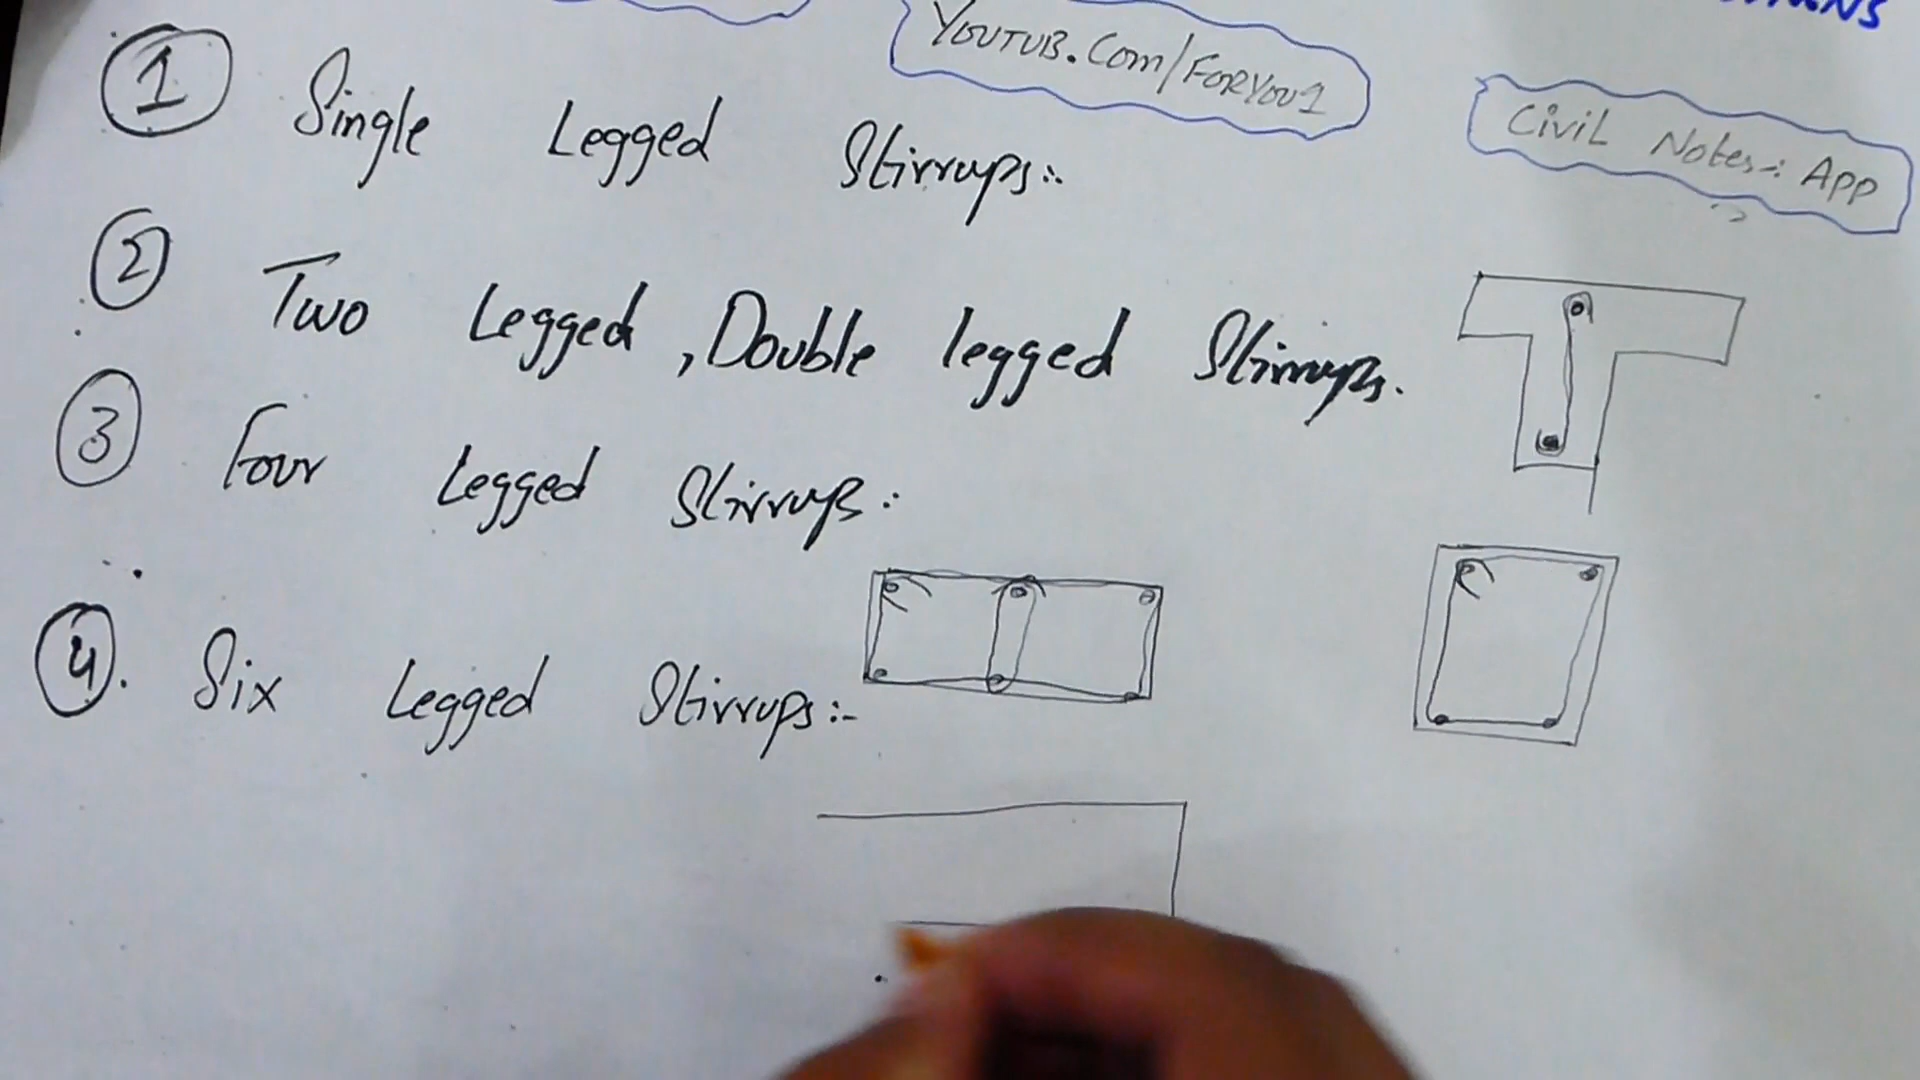 YOUTUB.Com/FORYOU1
CiviL Notes-: App
1 Single Legged Stirrups:-
2 Two Legged, Double legged Stirrups.
3 Four Legged Stirrups:
4. Six Legged Stirrups:-